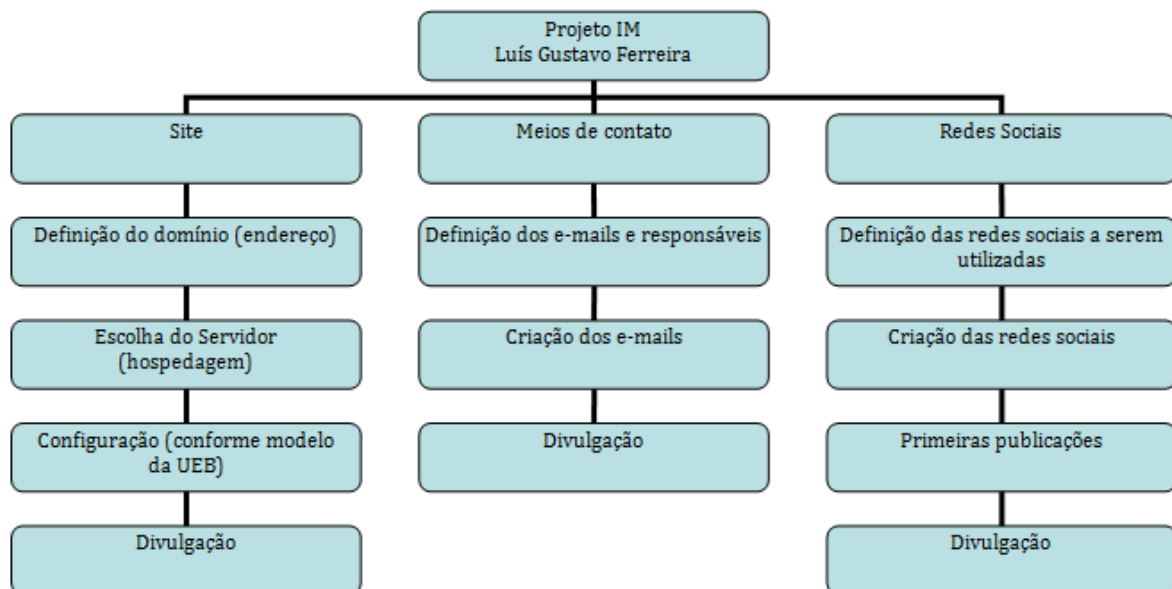 Projeto IM
Luís Gustavo Ferreira
Site
Meios de contato
Redes Sociais
Definição do domínio (endereço)
Definição dos e-mails e responsáveis
Definição das redes sociais a serem
utilizadas
Escolha do Servidor
(hospedagem)
Criação dos e-mails
Criação das redes sociais
Configuração (conforme modelo
da UEB)
Divulgação
Primeiras publicações
Divulgação
Divulgação